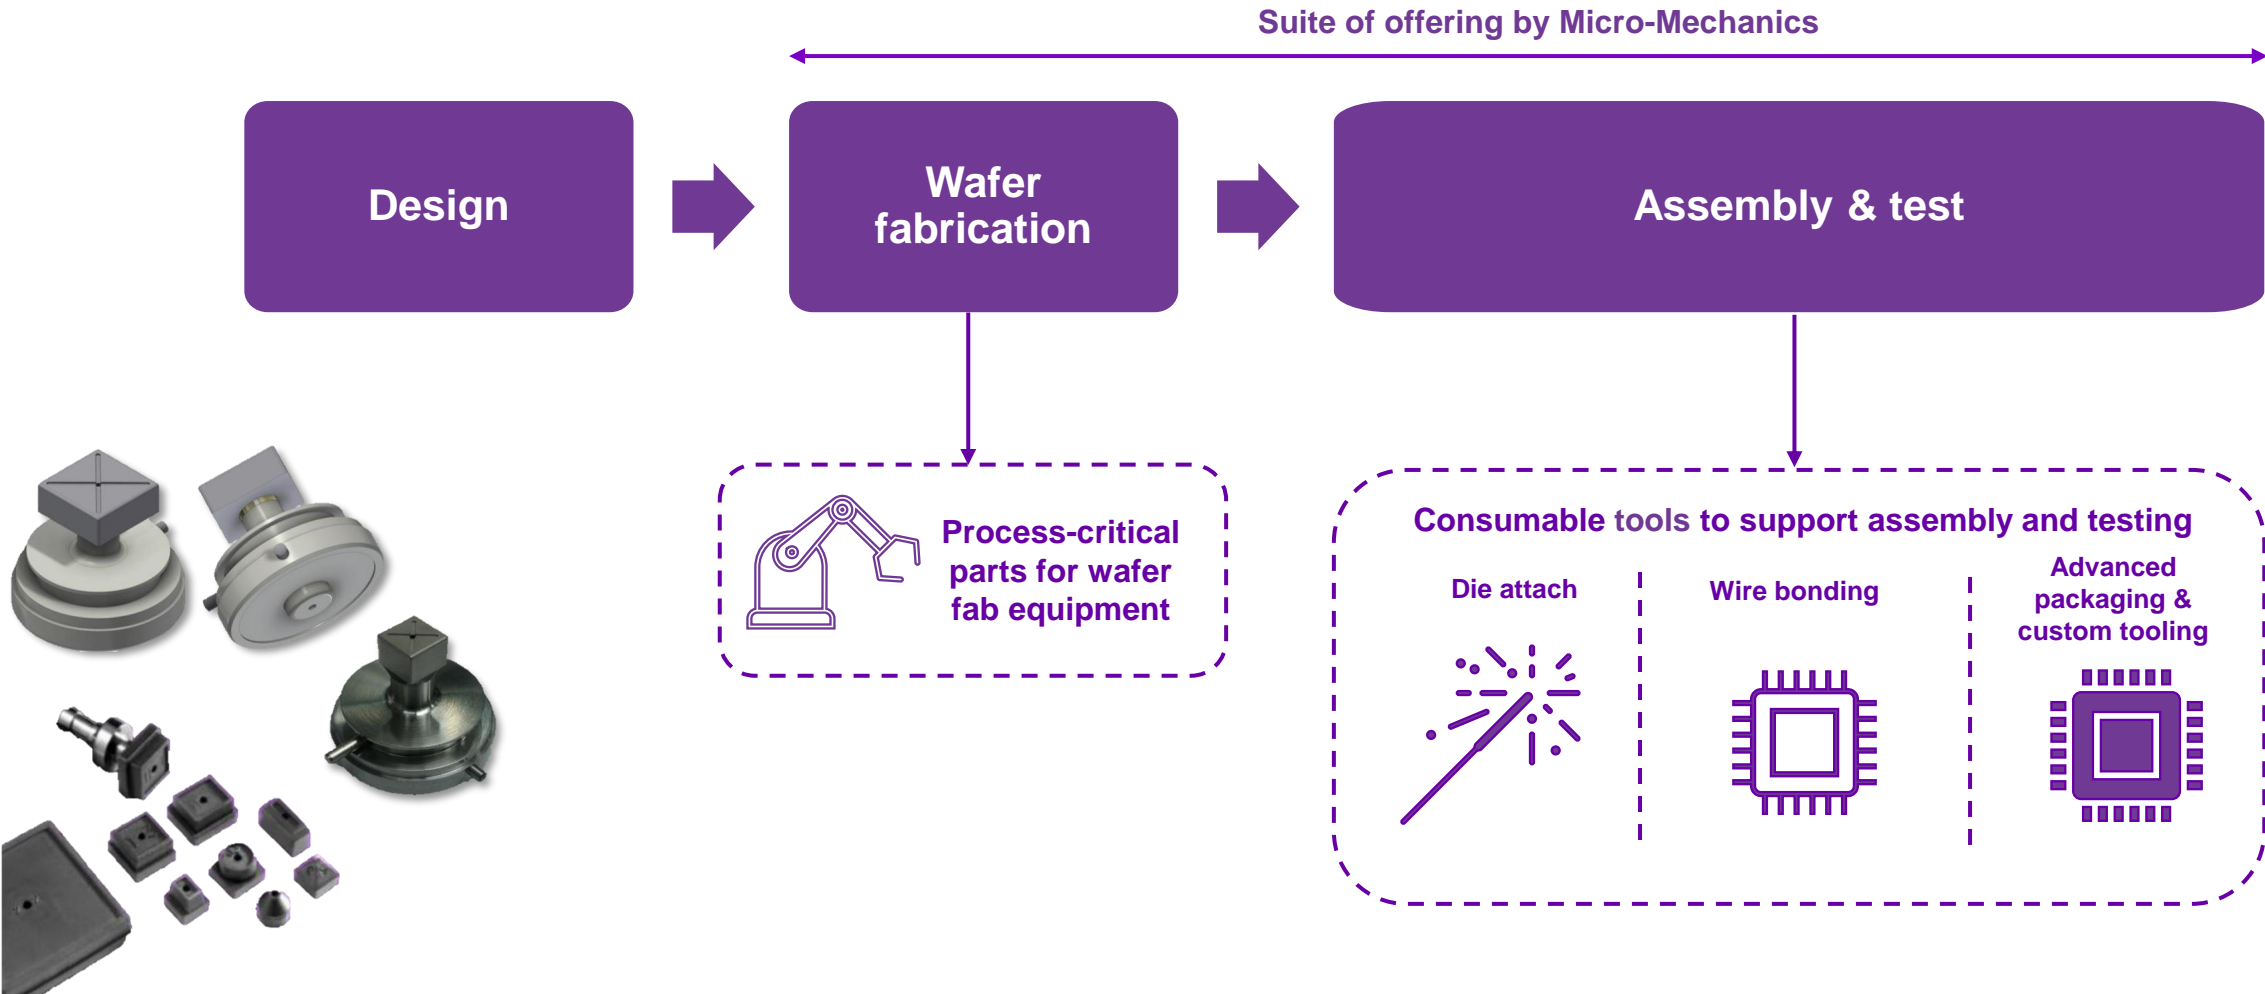 Suite of offering by Micro-Mechanics
Design
Wafer
fabrication
Assembly & test
Process-critical
parts for wafer
fab equipment
Consumable tools to support assembly and testing
Die attach
Wire bonding
Advanced
packaging &
custom tooling